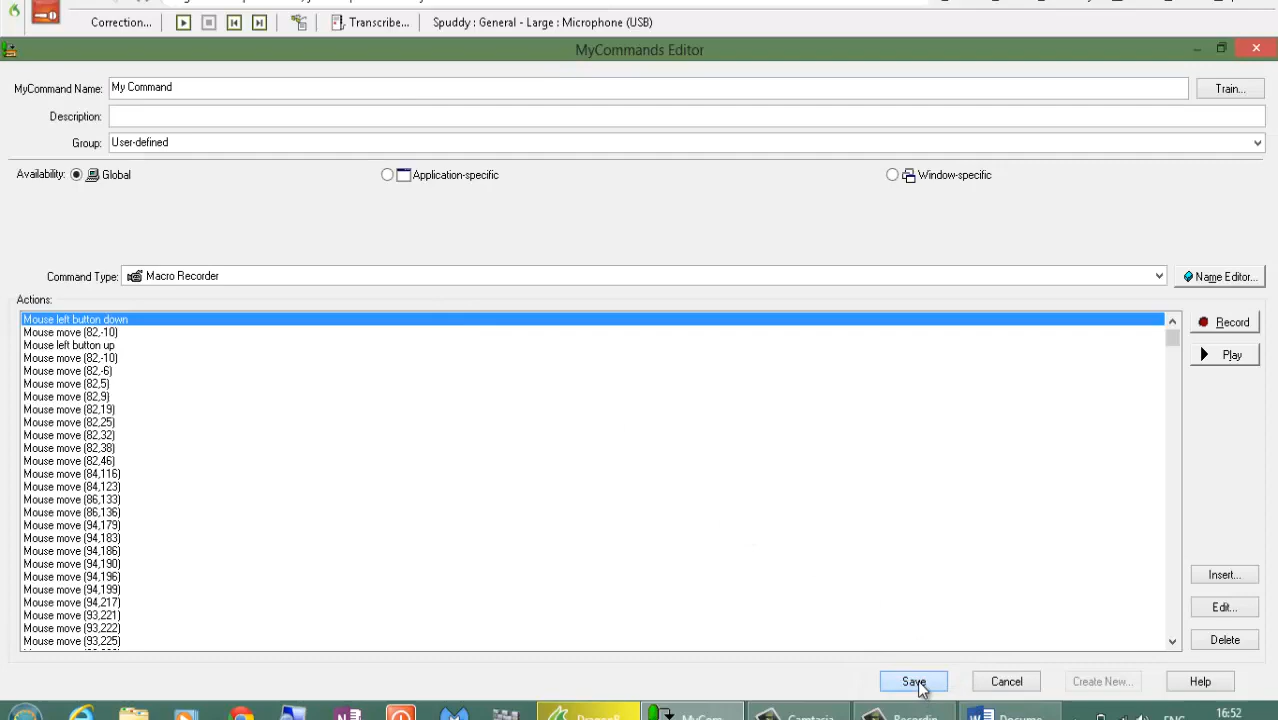 Correction...
Transcribe...
Spuddy : General - Large : Microphone (USB)
MyCommands Editor
MyCommand Name: My Command
Train...
Description:
Group: User-defined
Availability: Global
Application-specific
Window-specific
Command Type: Macro Recorder
Name Editor...
Actions:
Mouse left button down
Mouse move (82,-10)
Mouse left button up
Mouse move (82,-10)
Mouse move (82,-6)
Mouse move (82,5)
Mouse move (82,9)
Mouse move (82,19)
Mouse move (82,25)
Mouse move (82,32)
Mouse move (82,38)
Mouse move (82,46)
Mouse move (84,116)
Mouse move (84,123)
Mouse move (86,133)
Mouse move (86,136)
Mouse move (94,179)
Mouse move (94,183)
Mouse move (94,186)
Mouse move (94,190)
Mouse move (94,196)
Mouse move (94,199)
Mouse move (94,217)
Mouse move (93,221)
Mouse move (93,222)
Mouse move (93,225)
Record
Play
Insert...
Edit...
Delete
Save
Cancel
Create New...
Help
16:52